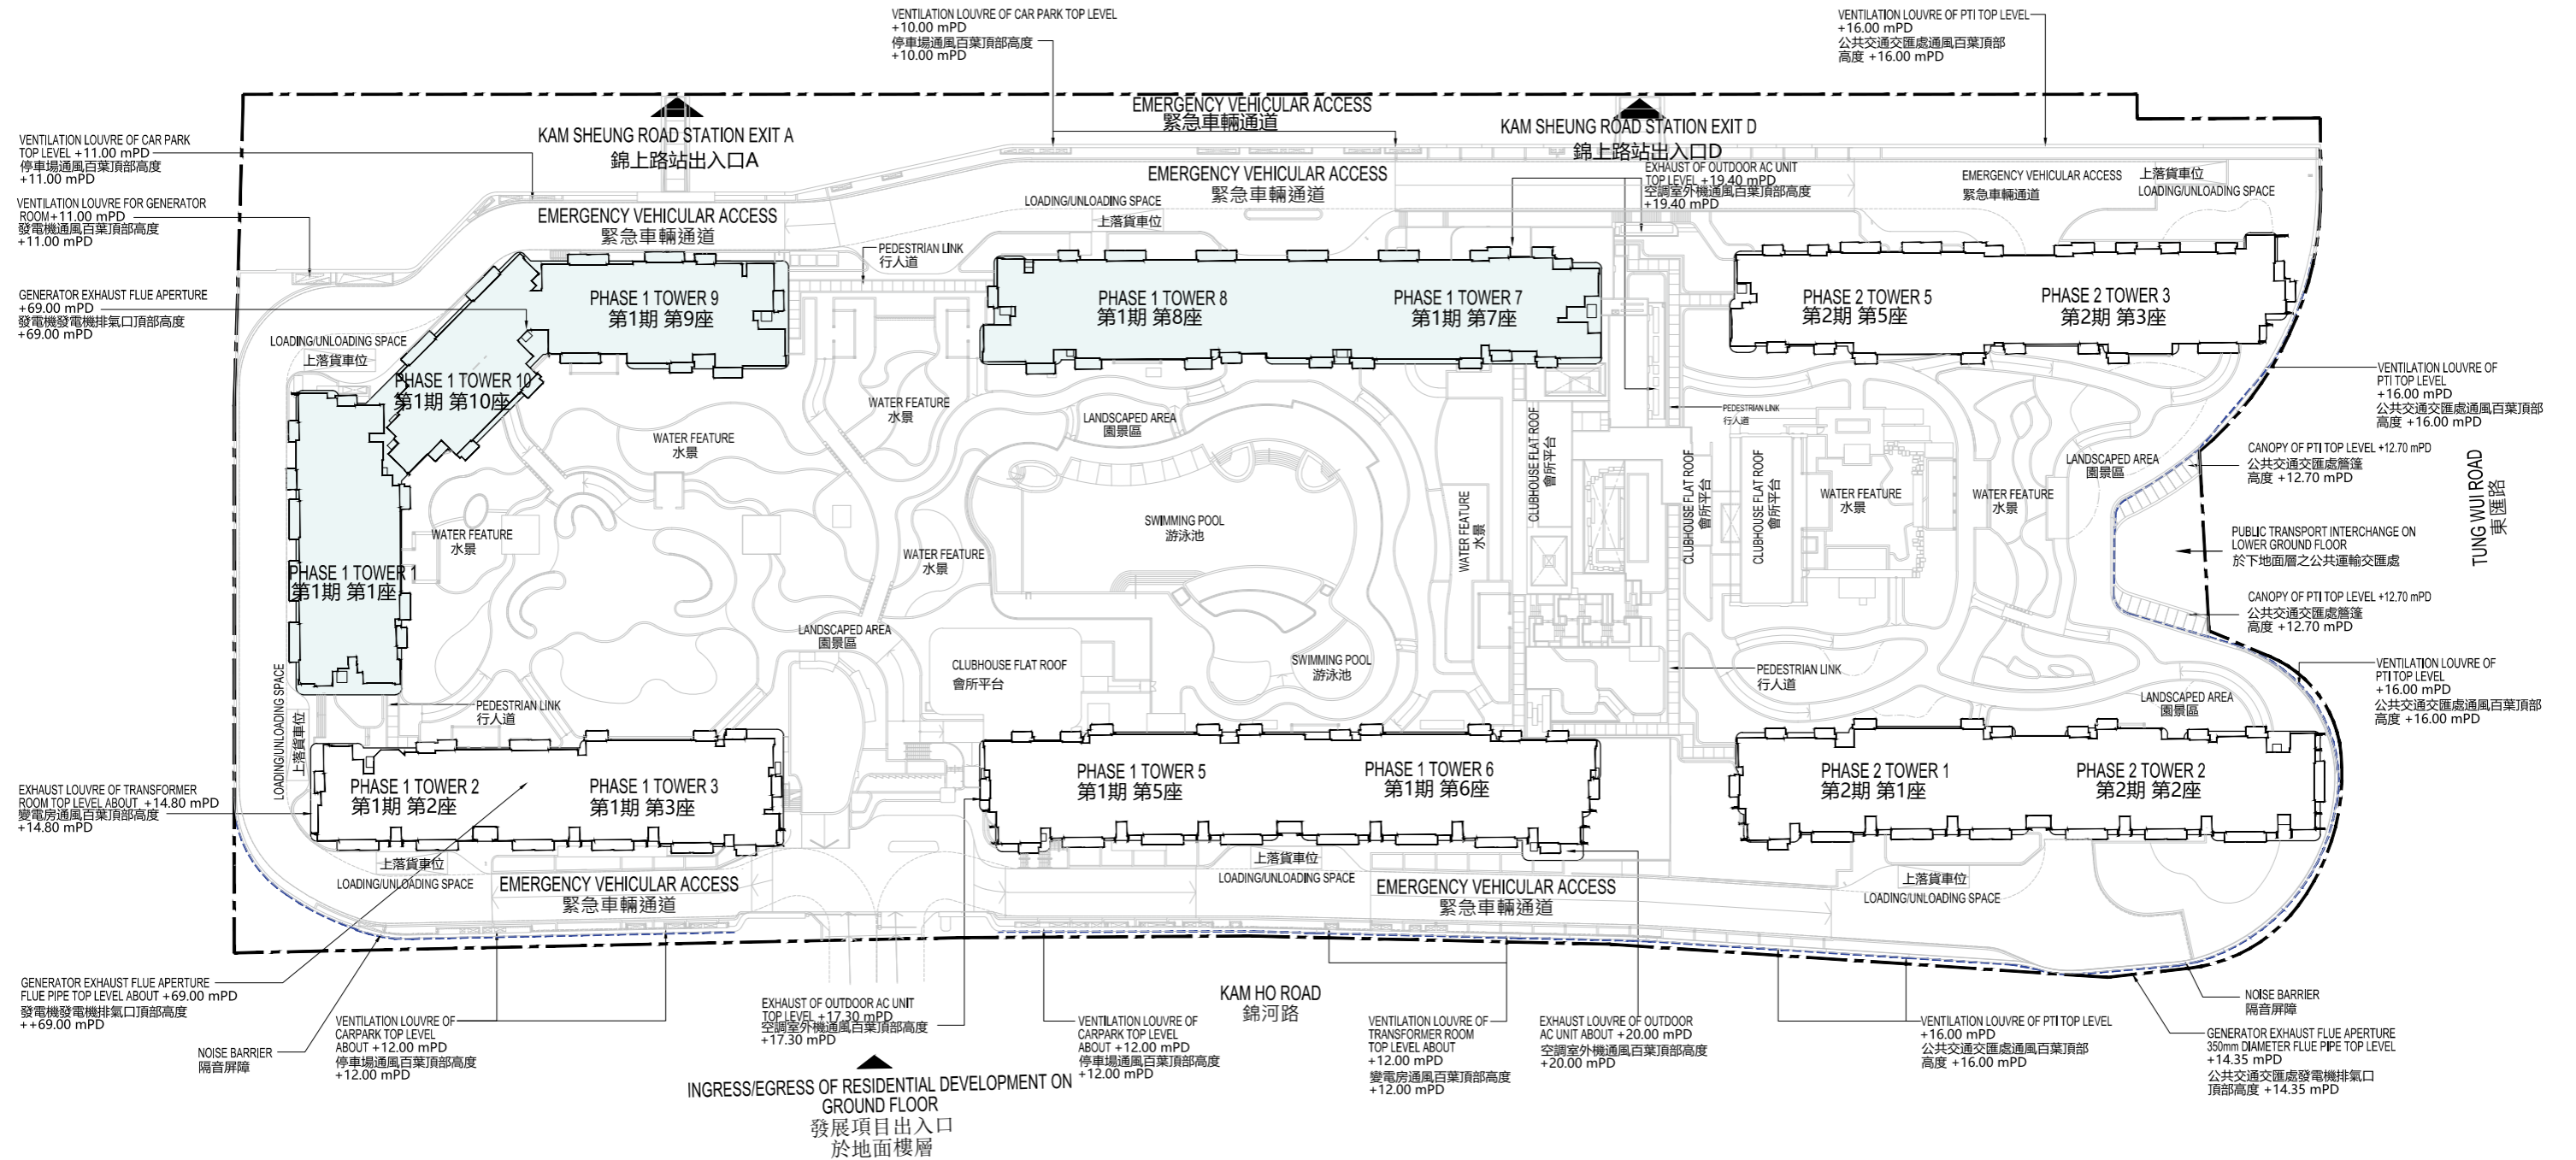 VENTILATION LOUVRE OF CAR PARK TOP LEVEL
+10.00 mPD
停車場通風百葉頂部高度
+10.00 mPD
VENTILATION LOUVRE OF PTI TOP LEVEL
+16.00 mPD
公共交通交匯處通風百葉頂部
高度 +16.00 mPD
EMERGENCY VEHICULAR ACCESS
緊急車輛通道
KAM SHEUNG ROAD STATION EXIT A
錦上路站出入口A
KAM SHEUNG ROAD STATION EXIT D
錦上路站出入口D
VENTILATION LOUVRE OF CAR PARK
TOP LEVEL +11.00 mPD
停車場通風百葉頂部高度
+11.00 mPD
EMERGENCY VEHICULAR ACCESS
緊急車輛通道
EXHAUST OF OUTDOOR AC UNIT
TOP LEVEL +19.40 mPD
空調室外機通風百葉頂部高度
+19.40 mPD
EMERGENCY VEHICULAR ACCESS
緊急車輛通道
上落貨車位
LOADING/UNLOADING SPACE
VENTILATION LOUVRE FOR GENERATOR
ROOM+11.00 mPD
發電機通風百葉頂部高度
+11.00 mPD
EMERGENCY VEHICULAR ACCESS
緊急車輛通道
LOADING/UNLOADING SPACE
上落貨車位
PEDESTRIAN LINK
行人道
GENERATOR EXHAUST FLUE APERTURE
+69.00 mPD
發電機發電機排氣口頂部高度
+69.00 mPD
PHASE 1 TOWER 9
第1期 第9座
PHASE 1 TOWER 8
第1期 第8座
PHASE 1 TOWER 7
第1期 第7座
PHASE 2 TOWER 5
第2期 第5座
PHASE 2 TOWER 3
第2期 第3座
LOADING/UNLOADING SPACE
上落貨車位
PHASE 1 TOWER 10
第1期 第10座
WATER FEATURE
水景
WATER FEATURE
水景
LANDSCAPED AREA
園景區
CLUBHOUSE FLAT ROOF
會所平台
PEDESTRIAN LINK
行人道
VENTILATION LOUVRE OF
PTI TOP LEVEL
+16.00 mPD
公共交通交匯處通風百葉頂部
高度 +16.00 mPD
CANOPY OF PTI TOP LEVEL +12.70 mPD
公共交通交匯處簷篷
高度 +12.70 mPD
LANDSCAPED AREA
園景區
WATER FEATURE
水景
SWIMMING POOL
游泳池
WATER FEATURE
水景
CLUBHOUSE FLAT ROOF
會所平台
CLUBHOUSE FLAT ROOF
會所平台
WATER FEATURE
水景
WATER FEATURE
水景
PUBLIC TRANSPORT INTERCHANGE ON
LOWER GROUND FLOOR
於下地面層之公共運輸交匯處
TUNG WUI ROAD
東匯路
WATER FEATURE
水景
PHASE 1 TOWER 1
第1期 第1座
CANOPY OF PTI TOP LEVEL +12.70 mPD
公共交通交匯處簷篷
高度 +12.70 mPD
LANDSCAPED AREA
園景區
CLUBHOUSE FLAT ROOF
會所平台
SWIMMING POOL
游泳池
PEDESTRIAN LINK
行人道
VENTILATION LOUVRE OF
PTI TOP LEVEL
+16.00 mPD
公共交通交匯處通風百葉頂部
高度 +16.00 mPD
LANDSCAPED AREA
園景區
LOADING/UNLOADING SPACE
上落貨車位
PEDESTRIAN LINK
行人道
EXHAUST LOUVRE OF TRANSFORMER
ROOM TOP LEVEL ABOUT +14.80 mPD
變電房通風百葉頂部高度
+14.80 mPD
PHASE 1 TOWER 2
第1期 第2座
PHASE 1 TOWER 3
第1期 第3座
PHASE 1 TOWER 5
第1期 第5座
PHASE 1 TOWER 6
第1期 第6座
PHASE 2 TOWER 1
第2期 第1座
PHASE 2 TOWER 2
第2期 第2座
上落貨車位
LOADING/UNLOADING SPACE
EMERGENCY VEHICULAR ACCESS
緊急車輛通道
上落貨車位
LOADING/UNLOADING SPACE
EMERGENCY VEHICULAR ACCESS
緊急車輛通道
上落貨車位
LOADING/UNLOADING SPACE
GENERATOR EXHAUST FLUE APERTURE
FLUE PIPE TOP LEVEL ABOUT +69.00 mPD
發電機發電機排氣口頂部高度
++69.00 mPD
NOISE BARRIER
隔音屏障
VENTILATION LOUVRE OF
CARPARK TOP LEVEL
ABOUT +12.00 mPD
停車場通風百葉頂部高度
+12.00 mPD
EXHAUST OF OUTDOOR AC UNIT
TOP LEVEL +17.30 mPD
空調室外機通風百葉頂部高度
+17.30 mPD
VENTILATION LOUVRE OF
CARPARK TOP LEVEL
ABOUT +12.00 mPD
停車場通風百葉頂部高度
+12.00 mPD
KAM HO ROAD
錦河路
VENTILATION LOUVRE OF
TRANSFORMER ROOM
TOP LEVEL ABOUT
+12.00 mPD
變電房通風百葉頂部高度
+12.00 mPD
EXHAUST LOUVRE OF OUTDOOR
AC UNIT ABOUT +20.00 mPD
空調室外機通風百葉頂部高度
+20.00 mPD
VENTILATION LOUVRE OF PTI TOP LEVEL
+16.00 mPD
公共交通交匯處通風百葉頂部
高度 +16.00 mPD
NOISE BARRIER
隔音屏障
GENERATOR EXHAUST FLUE APERTURE
350mm DIAMETER FLUE PIPE TOP LEVEL
+14.35 mPD
公共交通交匯處發電機排氣口
頂部高度 +14.35 mPD
INGRESS/EGRESS OF RESIDENTIAL DEVELOPMENT ON
GROUND FLOOR
發展項目出入口
於地面樓層